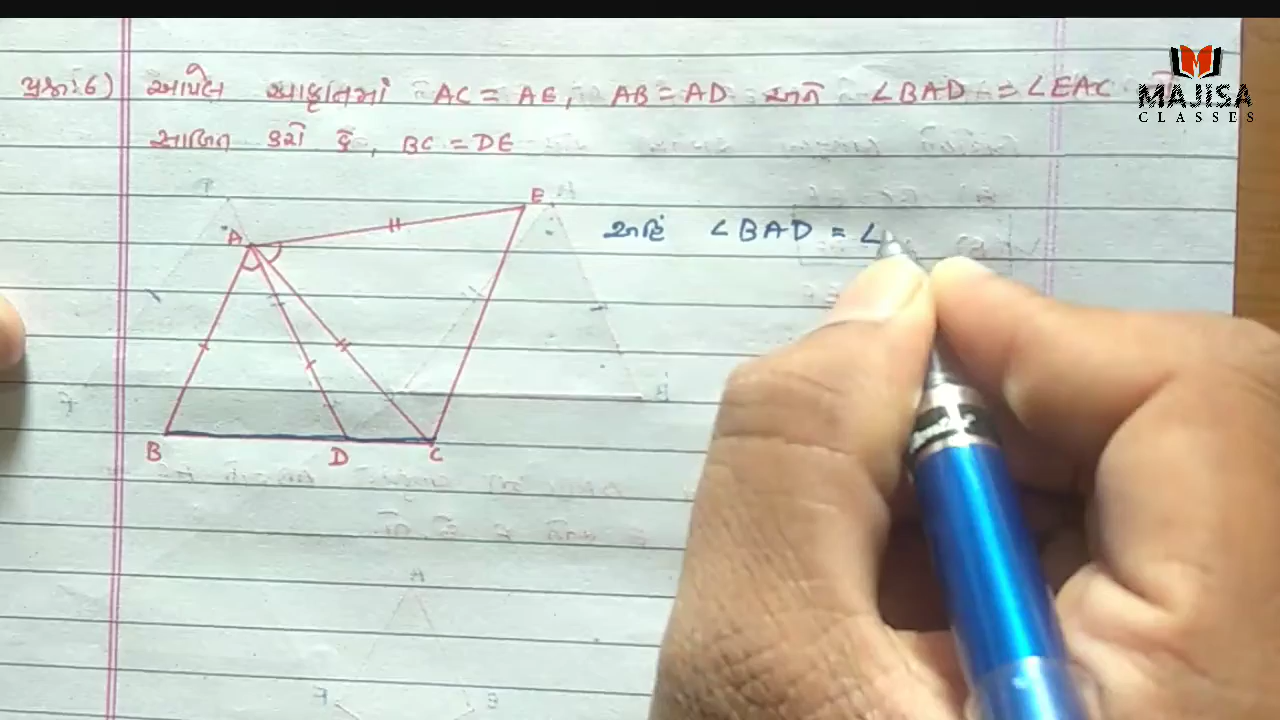 પ્રશ્ન:6) આપેલ આકૃતિમાં AC = AE, AB = AD અને ∠BAD = ∠EAC તો
સાબિત કરો કે, BC = DE
MAJISA
CLASSES
E
A
અહિં ∠BAD = ∠
B
D
C